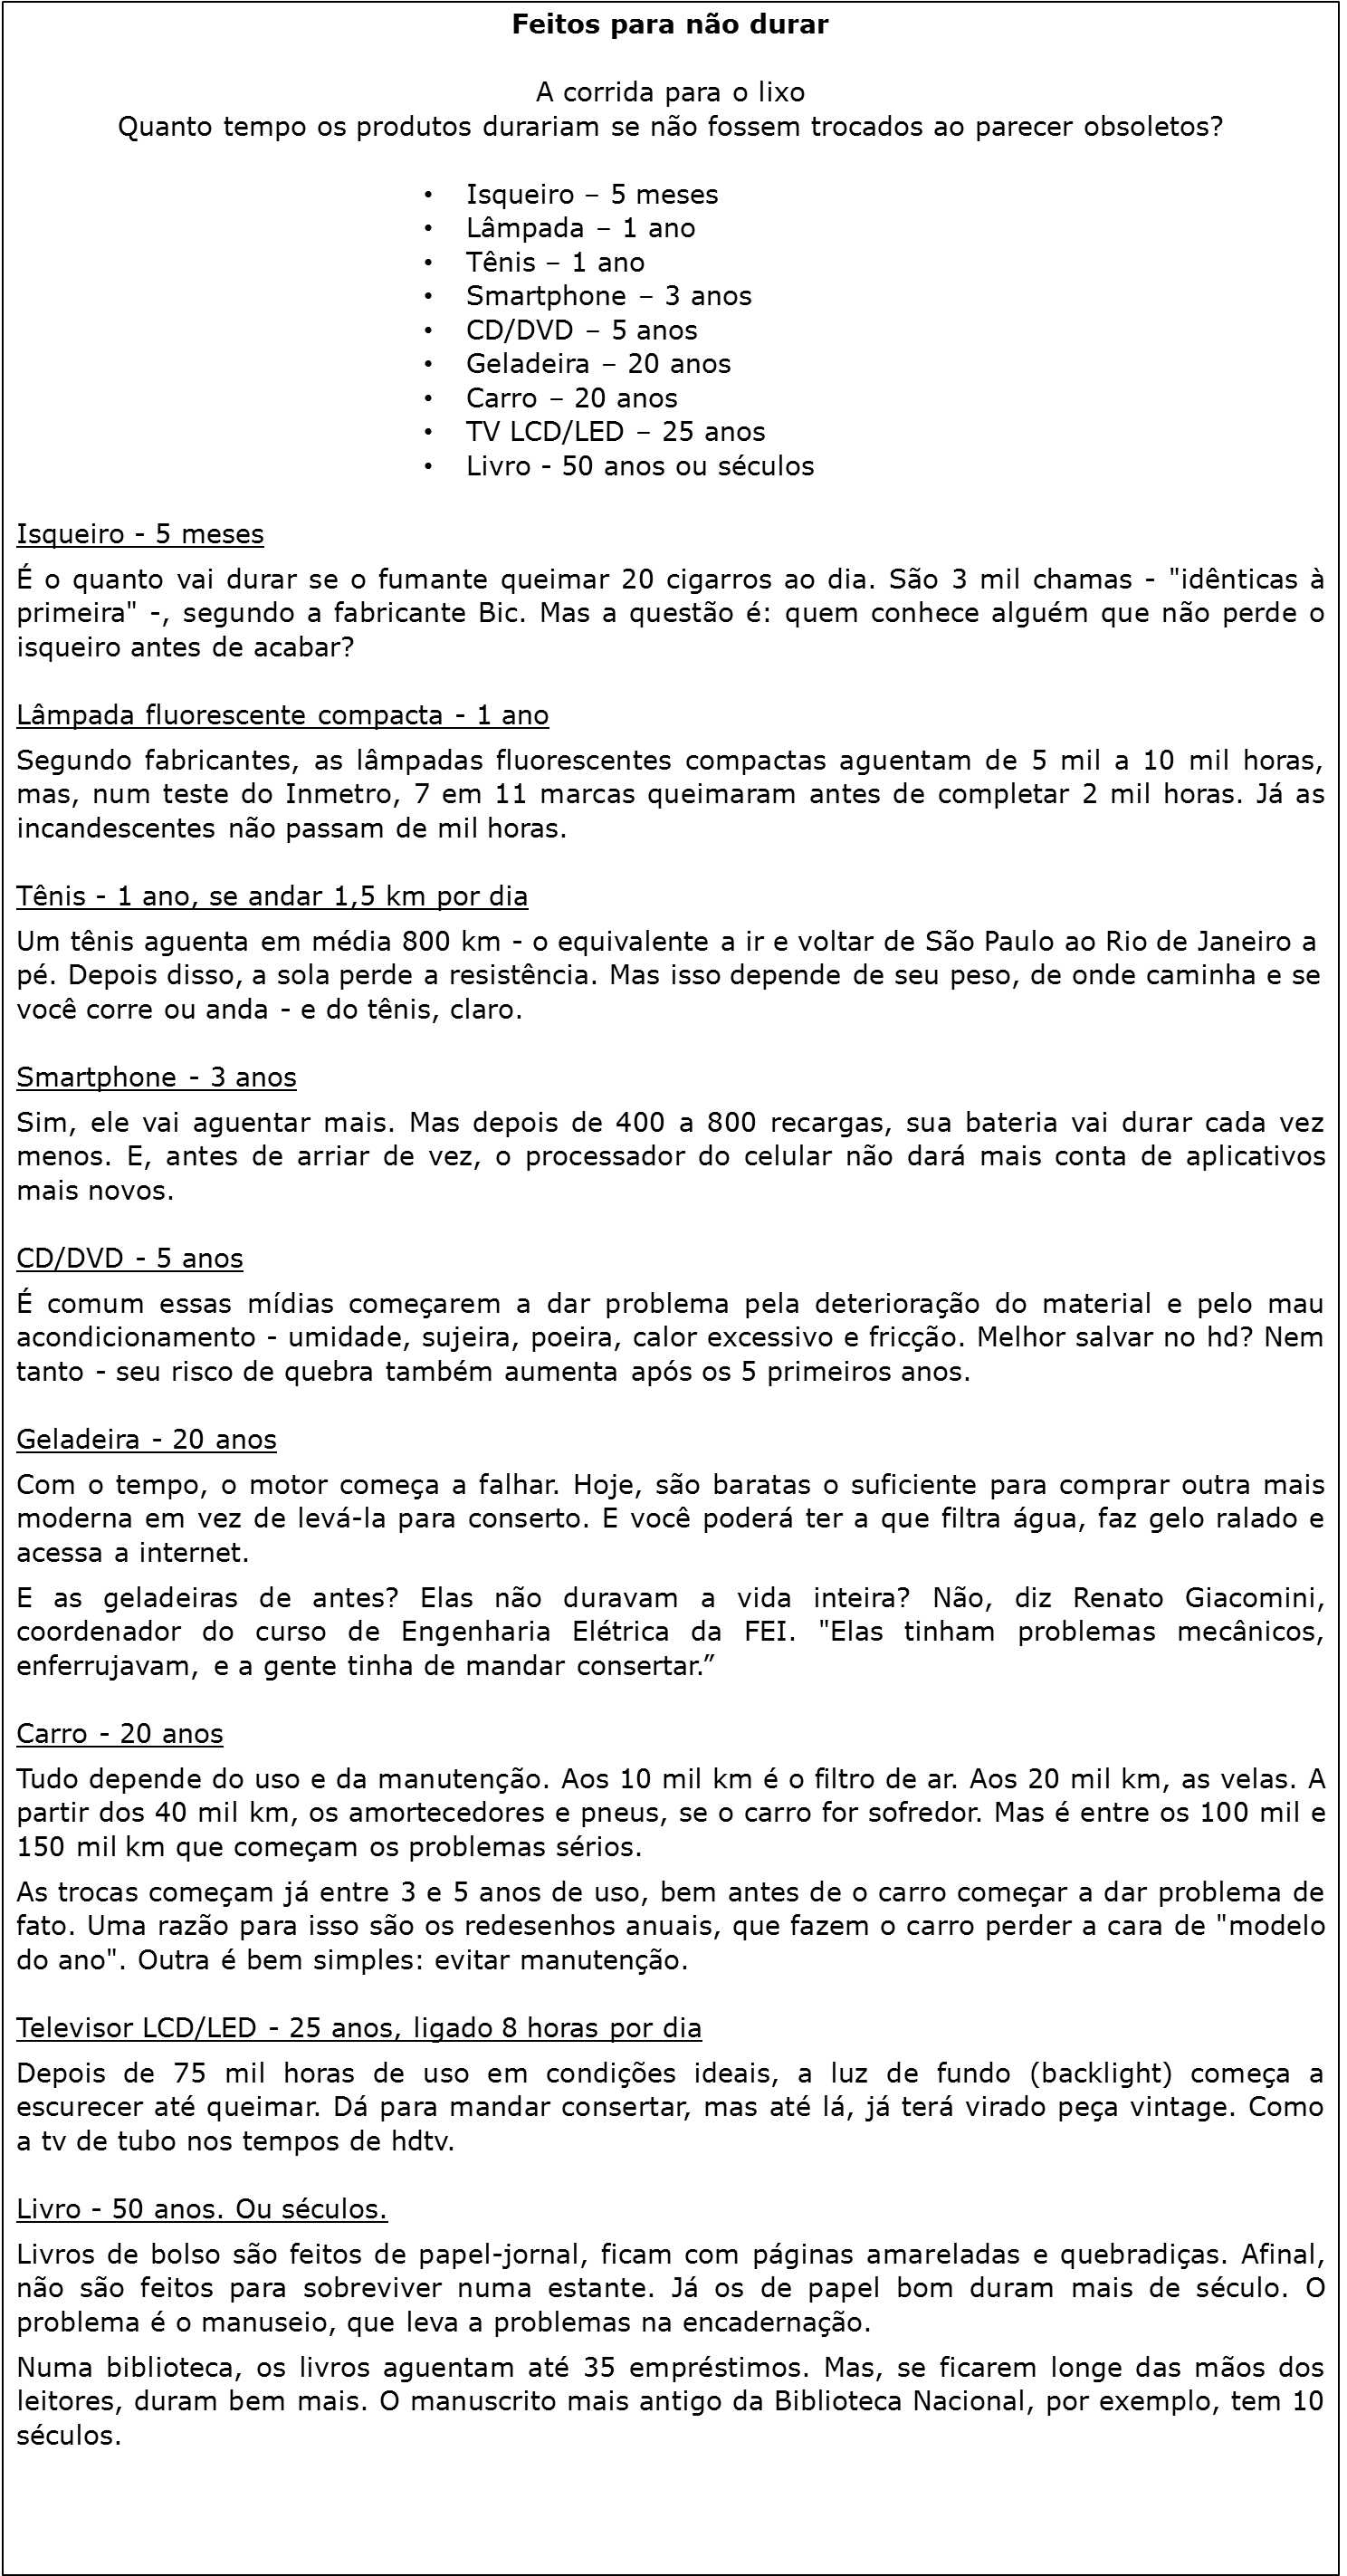 Feitos para não durar
A corrida para o lixo
Quanto tempo os produtos durariam se não fossem trocados ao parecer obsoletos?
• Isqueiro – 5 meses
• Lâmpada – 1 ano
• Tênis – 1 ano
• Smartphone – 3 anos
• CD/DVD – 5 anos
• Geladeira – 20 anos
• Carro – 20 anos
• TV LCD/LED – 25 anos
• Livro - 50 anos ou séculos
Isqueiro - 5 meses
É o quanto vai durar se o fumante queimar 20 cigarros ao dia. São 3 mil chamas - "idênticas à
primeira" -, segundo a fabricante Bic. Mas a questão é: quem conhece alguém que não perde o
isqueiro antes de acabar?
Lâmpada fluorescente compacta - 1 ano
Segundo fabricantes, as lâmpadas fluorescentes compactas aguentam de 5 mil a 10 mil horas,
mas, num teste do Inmetro, 7 em 11 marcas queimaram antes de completar 2 mil horas. Já as
incandescentes não passam de mil horas.
Tênis - 1 ano, se andar 1,5 km por dia
Um tênis aguenta em média 800 km - o equivalente a ir e voltar de São Paulo ao Rio de Janeiro a
pé. Depois disso, a sola perde a resistência. Mas isso depende de seu peso, de onde caminha e se
você corre ou anda - e do tênis, claro.
Smartphone - 3 anos
Sim, ele vai aguentar mais. Mas depois de 400 a 800 recargas, sua bateria vai durar cada vez
menos. E, antes de arriar de vez, o processador do celular não dará mais conta de aplicativos
mais novos.
CD/DVD - 5 anos
É comum essas mídias começarem a dar problema pela deterioração do material e pelo mau
acondicionamento - umidade, sujeira, poeira, calor excessivo e fricção. Melhor salvar no hd? Nem
tanto - seu risco de quebra também aumenta após os 5 primeiros anos.
Geladeira - 20 anos
Com o tempo, o motor começa a falhar. Hoje, são baratas o suficiente para comprar outra mais
moderna em vez de levá-la para conserto. E você poderá ter a que filtra água, faz gelo ralado e
acessa a internet.
E as geladeiras de antes? Elas não duravam a vida inteira? Não, diz Renato Giacomini,
coordenador do curso de Engenharia Elétrica da FEI. "Elas tinham problemas mecânicos,
enferrujavam, e a gente tinha de mandar consertar.”
Carro - 20 anos
Tudo depende do uso e da manutenção. Aos 10 mil km é o filtro de ar. Aos 20 mil km, as velas. A
partir dos 40 mil km, os amortecedores e pneus, se o carro for sofredor. Mas é entre os 100 mil e
150 mil km que começam os problemas sérios.
As trocas começam já entre 3 e 5 anos de uso, bem antes de o carro começar a dar problema de
fato. Uma razão para isso são os redesenhos anuais, que fazem o carro perder a cara de "modelo
do ano". Outra é bem simples: evitar manutenção.
Televisor LCD/LED - 25 anos, ligado 8 horas por dia
Depois de 75 mil horas de uso em condições ideais, a luz de fundo (backlight) começa a
escurecer até queimar. Dá para mandar consertar, mas até lá, já terá virado peça vintage. Como
a tv de tubo nos tempos de hdtv.
Livro - 50 anos. Ou séculos.
Livros de bolso são feitos de papel-jornal, ficam com páginas amareladas e quebradiças. Afinal,
não são feitos para sobreviver numa estante. Já os de papel bom duram mais de século. O
problema é o manuseio, que leva a problemas na encadernação.
Numa biblioteca, os livros aguentam até 35 empréstimos. Mas, se ficarem longe das mãos dos
leitores, duram bem mais. O manuscrito mais antigo da Biblioteca Nacional, por exemplo, tem 10
séculos.